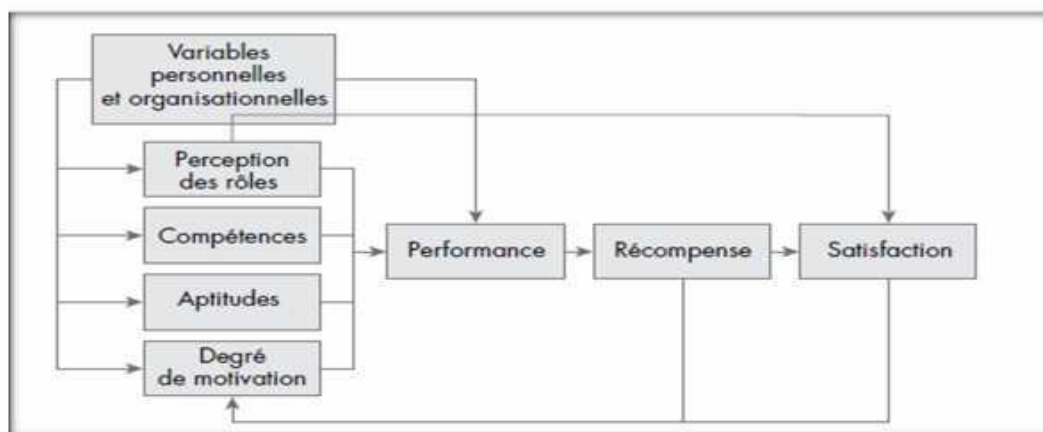 Variables
personnelles
et organisationnelles
Perception
des rôles
Compétences
Performance
Récompense
Satisfaction
Aptitudes
Degré
de motivation